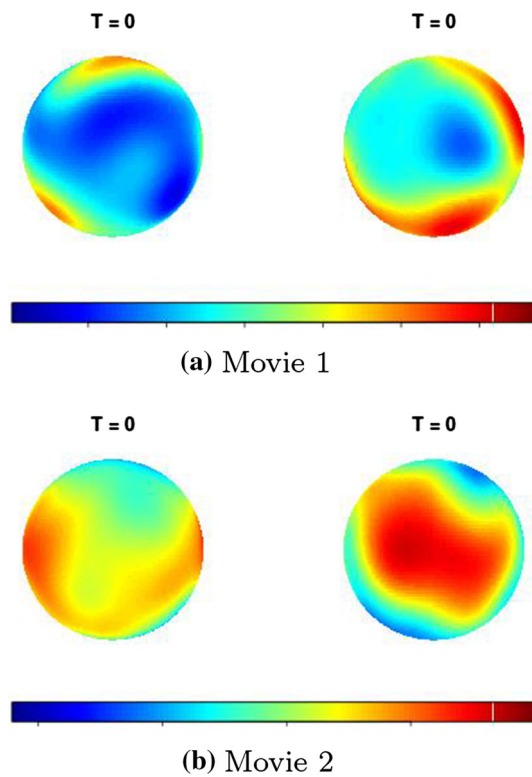 T = 0 T = 0
(a) Movie 1
T = 0 T = 0
(b) Movie 2